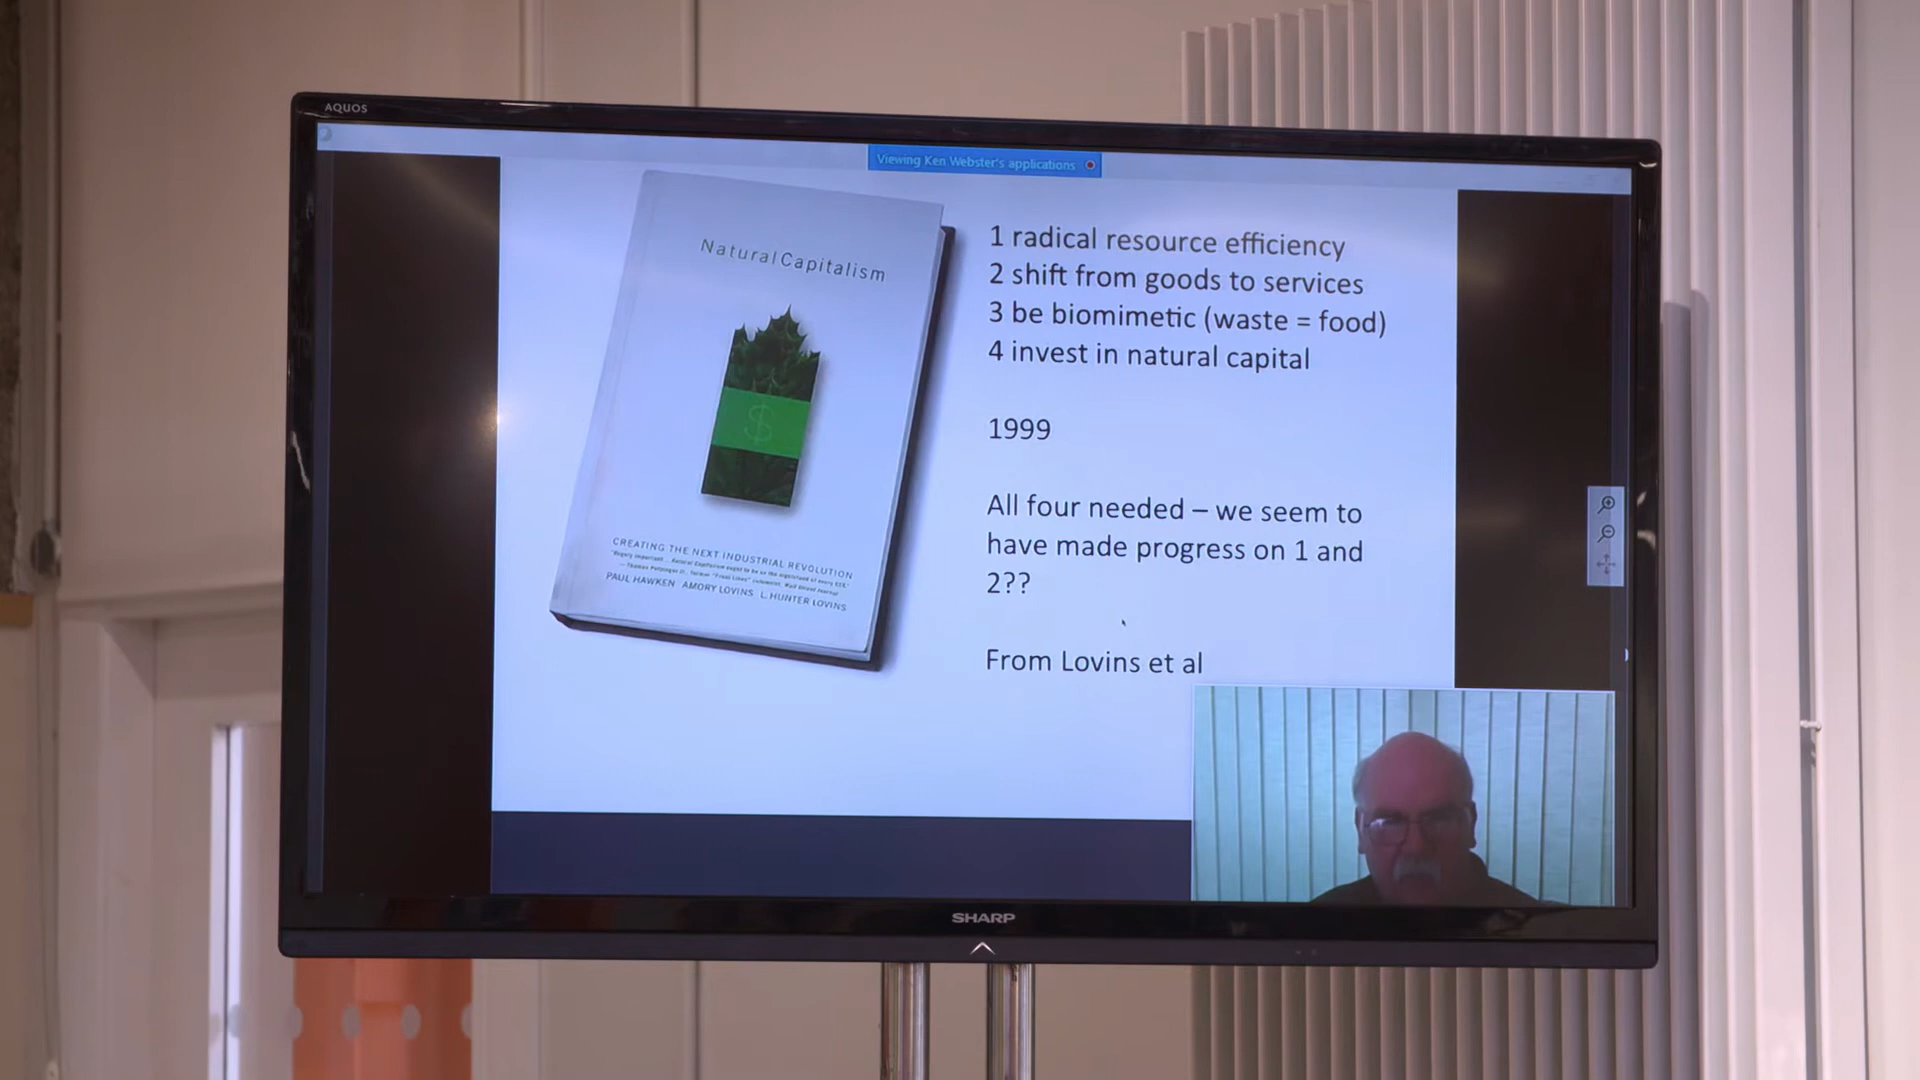 AQUOS
Viewing Ken Webster's applications
Natural Capitalism
$
CREATING THE NEXT INDUSTRIAL REVOLUTION
PAUL HAWKEN AMORY LOVINS L. HUNTER LOVINS
1 radical resource efficiency
2 shift from goods to services
3 be biomimetic (waste = food)
4 invest in natural capital
1999
All four needed – we seem to
have made progress on 1 and
2??
From Lovins et al
SHARP